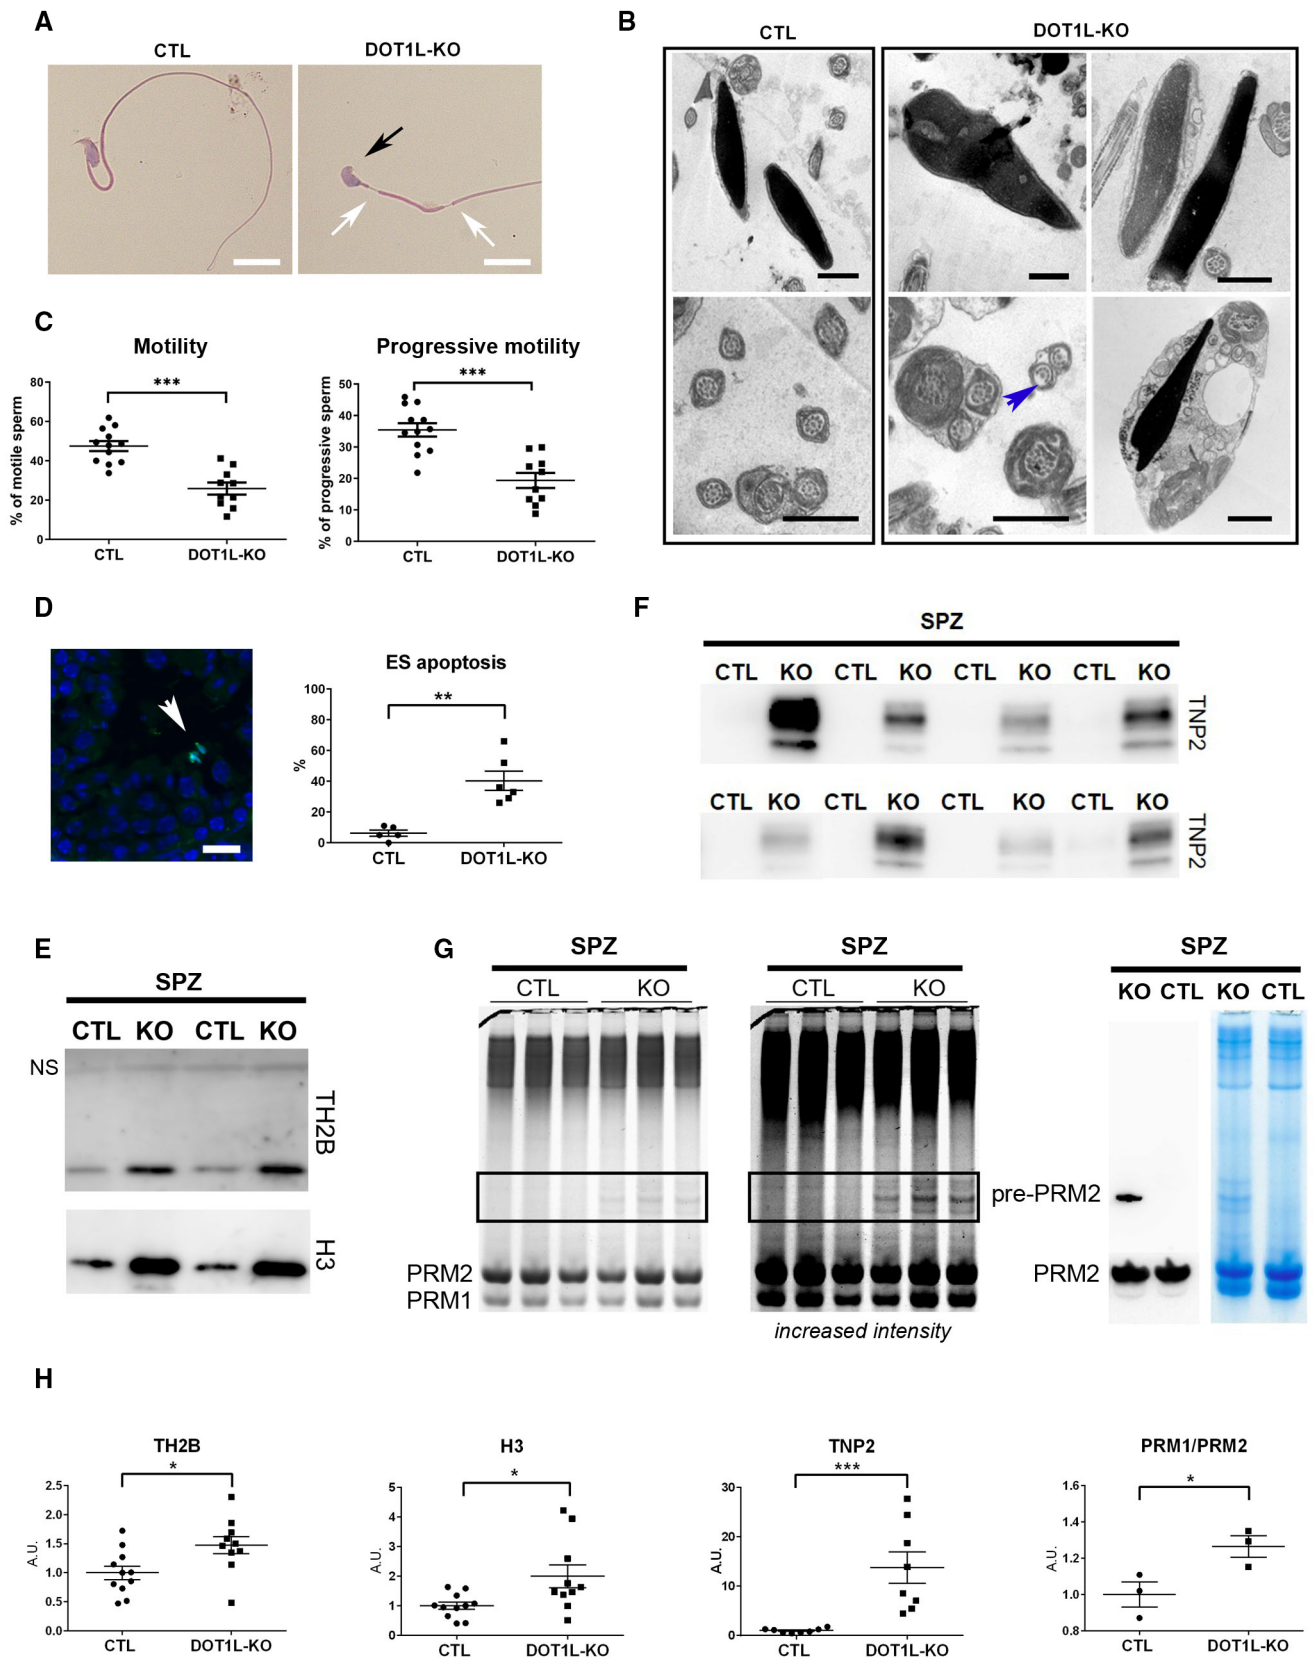 A
CTL
DOT1L-KO
B
CTL
DOT1L-KO
C
Motility
% of motile sperm
80
60
40
20
0
***
CTL
DOT1L-KO
Progressive motility
% of progressive sperm
50
40
30
20
10
0
***
CTL
DOT1L-KO
D
ES apoptosis
%
100
80
60
40
20
0
**
CTL
DOT1L-KO
F
SPZ
CTL KO CTL KO CTL KO CTL KO
TNP2
CTL KO CTL KO CTL KO CTL KO
TNP2
E
SPZ
CTL KO CTL KO
NS
TH2B
H3
G
SPZ
CTL KO
PRM2
PRM1
SPZ
CTL KO
increased intensity
SPZ
KO CTL KO CTL
pre-PRM2
PRM2
H
TH2B
A.U.
2.5
2.0
1.5
1.0
0.5
0.0
*
CTL
DOT1L-KO
H3
A.U.
5
4
3
2
1
0
*
CTL
DOT1L-KO
TNP2
A.U.
30
20
10
0
***
CTL
DOT1L-KO
PRM1/PRM2
A.U.
1.6
1.4
1.2
1.0
0.8
*
CTL
DOT1L-KO